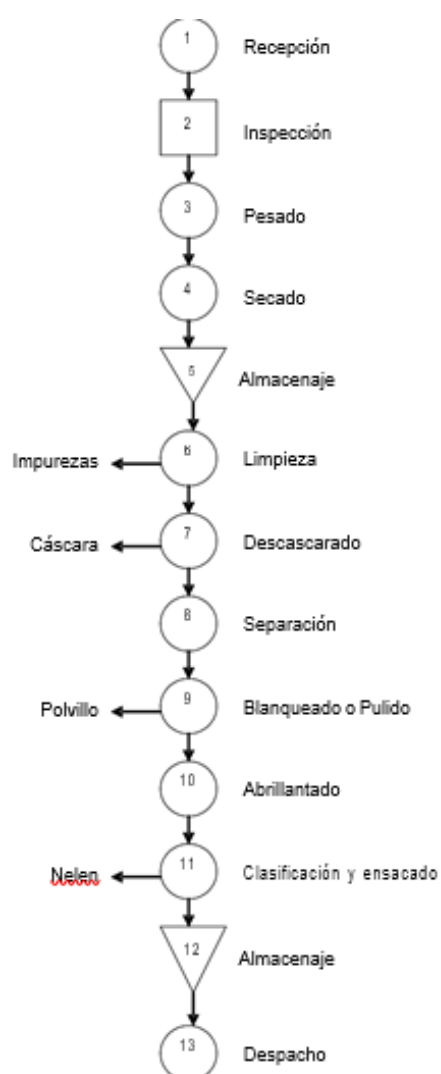 1 Recepción
2 Inspección
3 Pesado
4 Secado
5 Almacenaje
Impurezas 6 Limpieza
Cáscara 7 Descascarado
8 Separación
Polvillo 9 Blanqueado o Pulido
10 Abrillantado
Nelen 11 Clasificación y ensacado
12 Almacenaje
13 Despacho